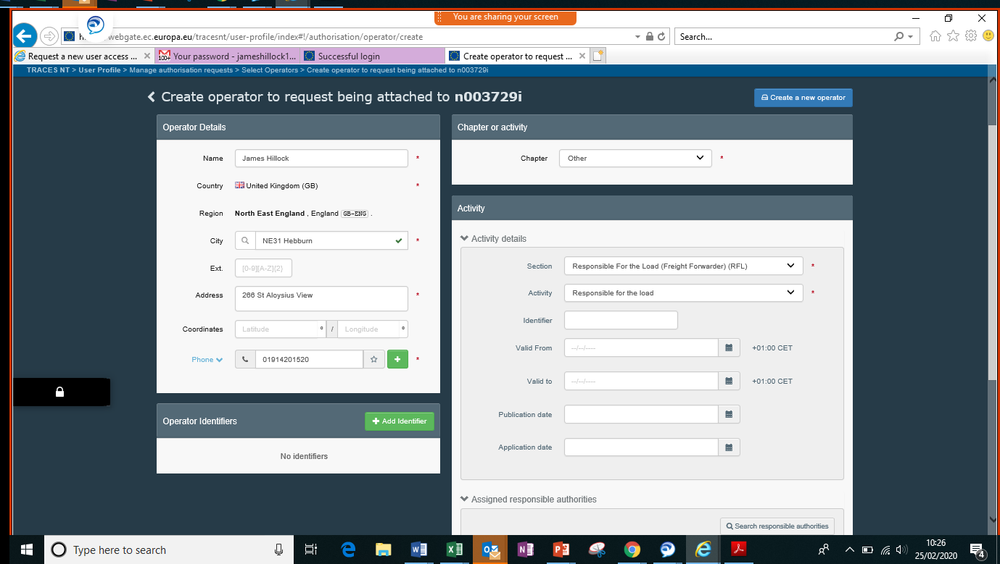 You are sharing your screen
webgate.ec.europa.eu/tracesnt/user-profile/index#!/authorisation/operator/create
Search...
Request a new user access ...
Your password - jameshillock1...
Successful login
Create operator to request ...
TRACES NT > User Profile > Manage authorisation requests > Select Operators > Create operator to request being attached to n003729i
Create operator to request being attached to n003729i
Create a new operator
Operator Details
Name James Hillock *
Country United Kingdom (GB) *
Region North East England , England GB-ENG .
City NE31 Hebburn *
Ext. [0-9][A-Z]{2}
Address 266 St Aloysius View *
Coordinates Latitude ° / Longitude °
Phone 01914201520 + *
Operator Identifiers
+ Add Identifier
No identifiers
Chapter or activity
Chapter Other *
Activity
Activity details
Section Responsible For the Load (Freight Forwarder) (RFL) *
Activity Responsible for the load *
Identifier
Valid From --/--/---- +01:00 CET
Valid to --/--/---- +01:00 CET
Publication date
Application date
Assigned responsible authorities
Search responsible authorities
Type here to search
10:26
25/02/2020
4